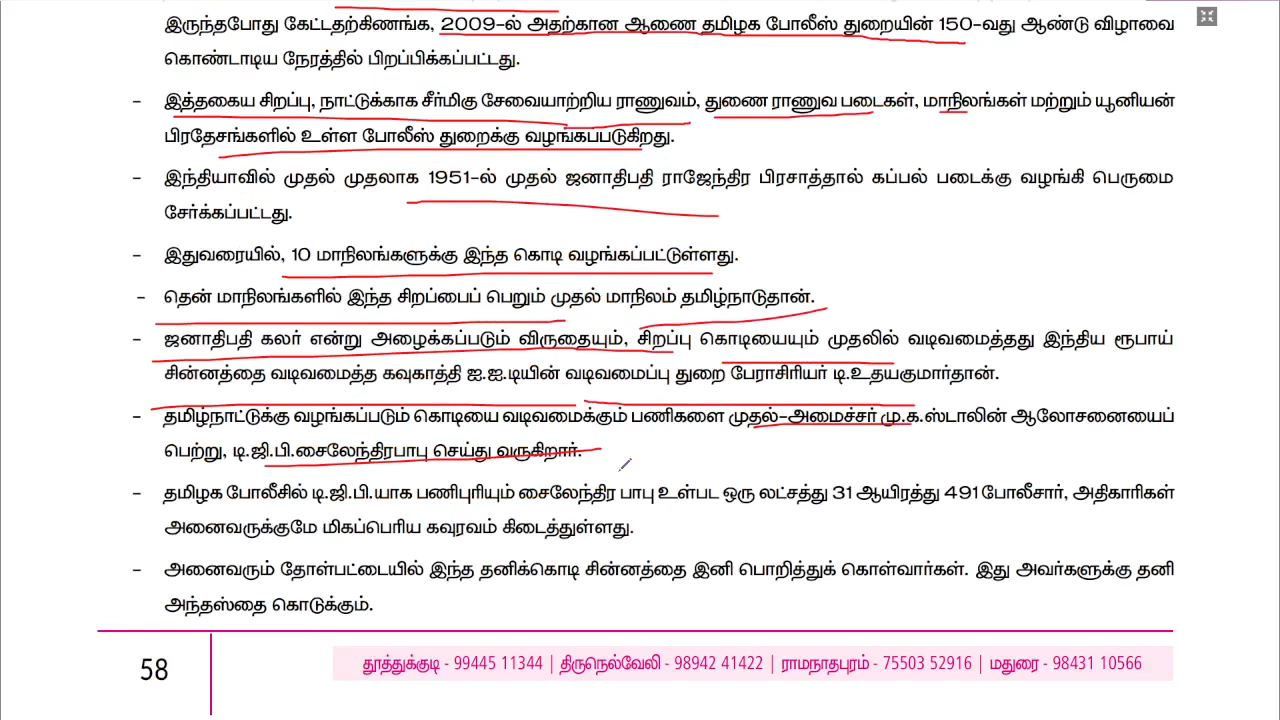 இருந்தபோது கேட்டதற்கிணங்க, 2009-ல் அதற்கான ஆணை தமிழக போலீஸ் துறையின் 150-வது ஆண்டு விழாவை
கொண்டாடிய நேரத்தில் பிறப்பிக்கப்பட்டது.
- இத்தகைய சிறப்பு, நாட்டுக்காக சீர்மிகு சேவையாற்றிய ராணுவம், துணை ராணுவ படைகள், மாநிலங்கள் மற்றும் யூனியன்
பிரதேசங்களில் உள்ள போலீஸ் துறைக்கு வழங்கப்படுகிறது.
- இந்தியாவில் முதல் முதலாக 1951-ல் முதல் ஜனாதிபதி ராஜேந்திர பிரசாத்தால் கப்பல் படைக்கு வழங்கி பெருமை
சேர்க்கப்பட்டது.
- இதுவரையில், 10 மாநிலங்களுக்கு இந்த கொடி வழங்கப்பட்டுள்ளது.
- தென் மாநிலங்களில் இந்த சிறப்பைப் பெறும் முதல் மாநிலம் தமிழ்நாடுதான்.
- ஜனாதிபதி கலர் என்று அழைக்கப்படும் விருதையும், சிறப்பு கொடியையும் முதலில் வடிவமைத்தது இந்திய ரூபாய்
சின்னத்தை வடிவமைத்த கவுகாத்தி ஐ.ஐ.டியின் வடிவமைப்பு துறை பேராசிரியர் டி.உதயகுமார்தான்.
- தமிழ்நாட்டுக்கு வழங்கப்படும் கொடியை வடிவமைக்கும் பணிகளை முதல்-அமைச்சர் மு.க.ஸ்டாலின் ஆலோசனையைப்
பெற்று, டி.ஜி.பி.சைலேந்திரபாபு செய்து வருகிறார்.
- தமிழக போலீசில் டி.ஜி.பி.யாக பணிபுரியும் சைலேந்திர பாபு உள்பட ஒரு லட்சத்து 31 ஆயிரத்து 491 போலீசார், அதிகாரிகள்
அனைவருக்குமே மிகப்பெரிய கவுரவம் கிடைத்துள்ளது.
- அனைவரும் தோள்பட்டையில் இந்த தனிக்கொடி சின்னத்தை இனி பொறித்துக் கொள்வார்கள். இது அவர்களுக்கு தனி
அந்தஸ்தை கொடுக்கும்.
58
தூத்துக்குடி - 99445 11344 | திருநெல்வேலி - 98942 41422 | ராமநாதபுரம் - 75503 52916 | மதுரை - 98431 10566